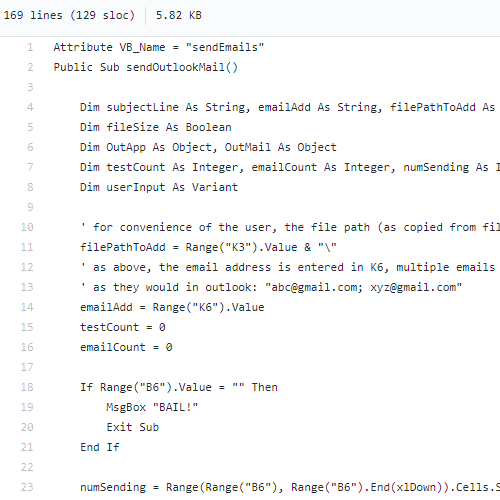 169 lines (129 sloc) 5.82 KB
1 Attribute VB_Name = "sendEmails"
2 Public Sub sendOutlookMail()
3
4 Dim subjectLine As String, emailAdd As String, filePathToAdd As
5 Dim fileSize As Boolean
6 Dim OutApp As Object, OutMail As Object
7 Dim testCount As Integer, emailCount As Integer, numSending As
8 Dim userInput As Variant
9
10 ' for convenience of the user, the file path (as copied from
11 filePathToAdd = Range("K3").Value & "\"
12 ' as above, the email address is entered in K6, multiple emails
13 ' as they would in outlook: "abc@gmail.com; xyz@gmail.com"
14 emailAdd = Range("K6").Value
15 testCount = 0
16 emailCount = 0
17
18 If Range("B6").Value = "" Then
19 MsgBox "BAIL!"
20 Exit Sub
21 End If
22
23 numSending = Range(Range("B6"), Range("B6").End(xlDown)).Cells.